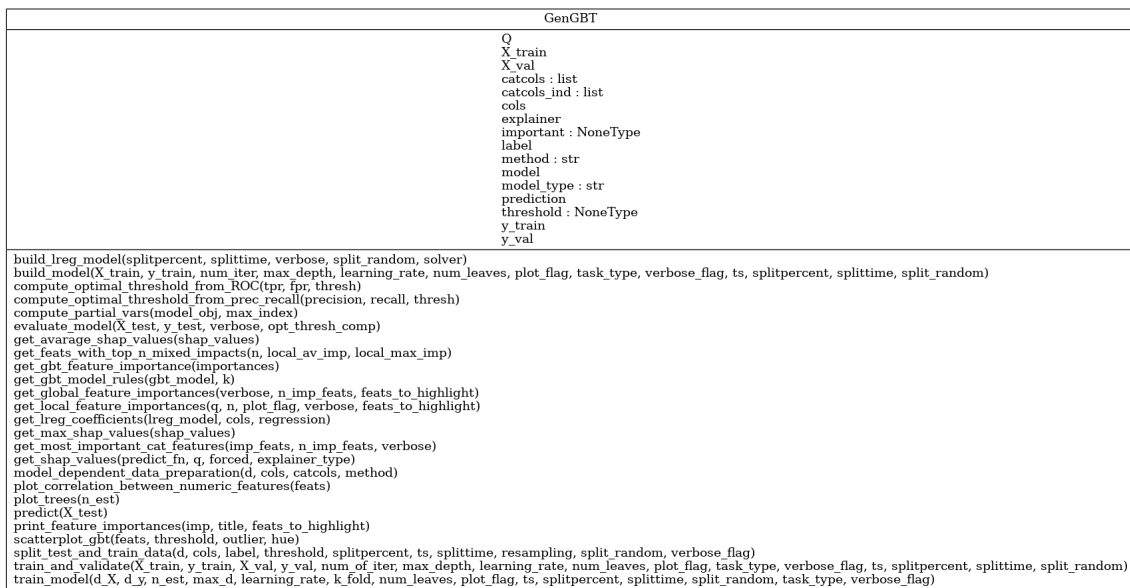 GenGBT
Q
X_train
X_val
catcols : list
catcols_ind : list
cols
explainer
important : NoneType
label
method : str
model
model_type : str
prediction
threshold : NoneType
y_train
y_val
build_lreg_model(splitpercent, splittime, verbose, split_random, solver)
build_model(X_train, y_train, num_iter, max_depth, learning_rate, num_leaves, plot_flag, task_type, verbose_flag, ts, splitpercent, splittime, split_random)
compute_optimal_threshold_from_ROC(tpr, fpr, thresh)
compute_optimal_threshold_from_prec_recall(precision, recall, thresh)
compute_partial_vars(model_obj, max_index)
evaluate_model(X_test, y_test, verbose, opt_thresh_comp)
get_avarage_shap_values(shap_values)
get_feats_with_top_n_mixed_impacts(n, local_av_imp, local_max_imp)
get_gbt_feature_importance(importances)
get_gbt_model_rules(gbt_model, k)
get_global_feature_importances(verbose, n_imp_feats, feats_to_highlight)
get_local_feature_importances(q, n, plot_flag, verbose, feats_to_highlight)
get_lreg_coefficients(lreg_model, cols, regression)
get_max_shap_values(shap_values)
get_most_important_cat_features(imp_feats, n_imp_feats, verbose)
get_shap_values(predict_fn, q, forced, explainer_type)
model_dependent_data_preparation(d, cols, catcols, method)
plot_correlation_between_numeric_features(feats)
plot_trees(n_est)
predict(X_test)
print_feature_importances(imp, title, feats_to_highlight)
scatterplot_gbt(feats, threshold, outlier, hue)
split_test_and_train_data(d, cols, label, threshold, splitpercent, ts, splittime, resampling, split_random, verbose_flag)
train_and_validate(X_train, y_train, X_val, y_val, num_of_iter, max_depth, learning_rate, num_leaves, plot_flag, task_type, verbose_flag, ts, splitpercent, splittime, split_random)
train_model(d_X, d_y, n_est, max_d, learning_rate, k_fold, num_leaves, plot_flag, ts, splitpercent, splittime, split_random, task_type, verbose_flag)